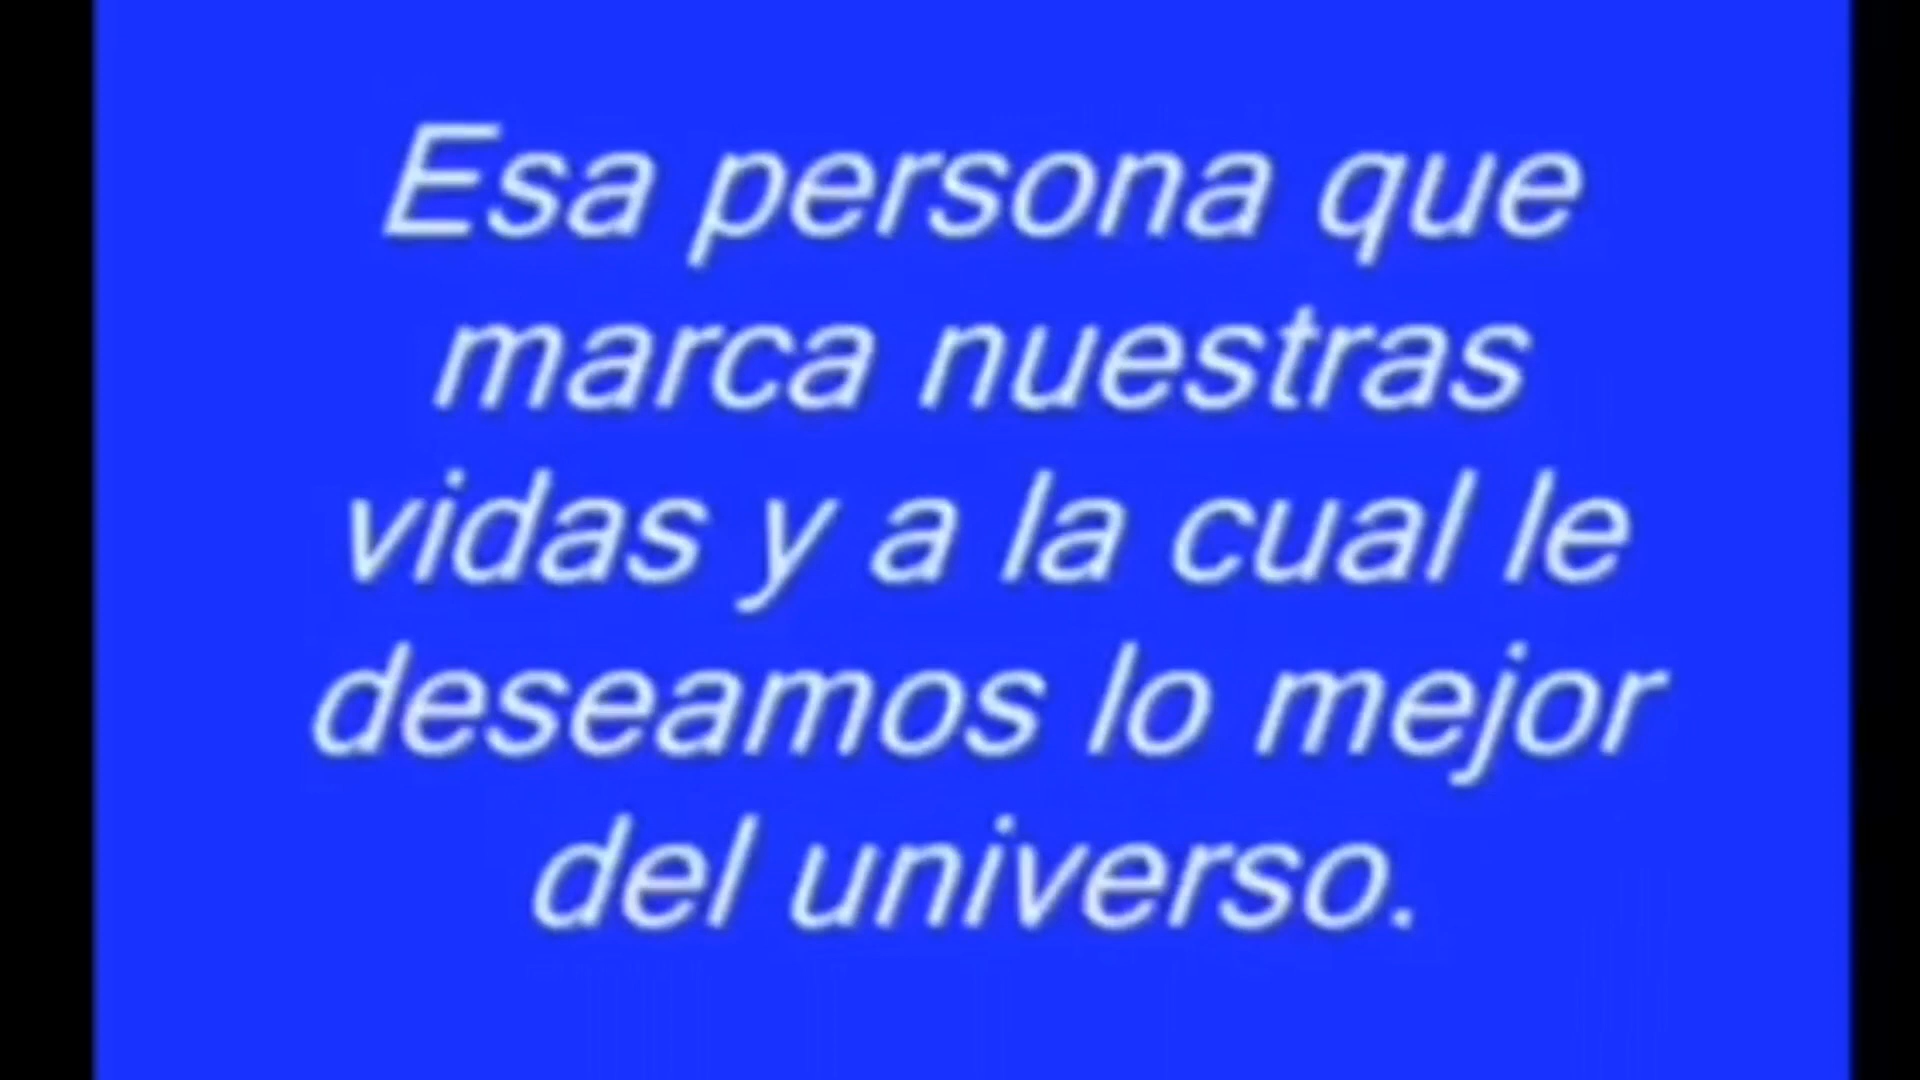 Esa persona que
marca nuestras
vidas y a la cual le
deseamos lo mejor
del universo.